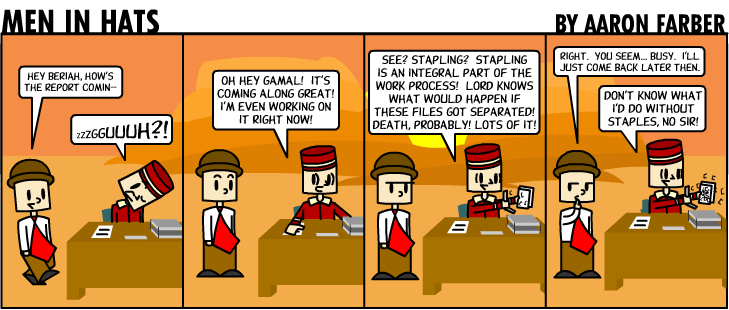 MEN IN HATS
BY AARON FARBER
HEY BERIAH, HOW'S
THE REPORT COMIN--
zzZGGUUUH?!
OH HEY GAMAL! IT'S
COMING ALONG GREAT!
I'M EVEN WORKING ON
IT RIGHT NOW!
SEE? STAPLING? STAPLING
IS AN INTEGRAL PART OF THE
WORK PROCESS! LORD KNOWS
WHAT WOULD HAPPEN IF
THESE FILES GOT SEPARATED!
DEATH, PROBABLY! LOTS OF IT!
RIGHT. YOU SEEM... BUSY. I'LL
JUST COME BACK LATER THEN.
DON'T KNOW WHAT
I'D DO WITHOUT
STAPLES, NO SIR!